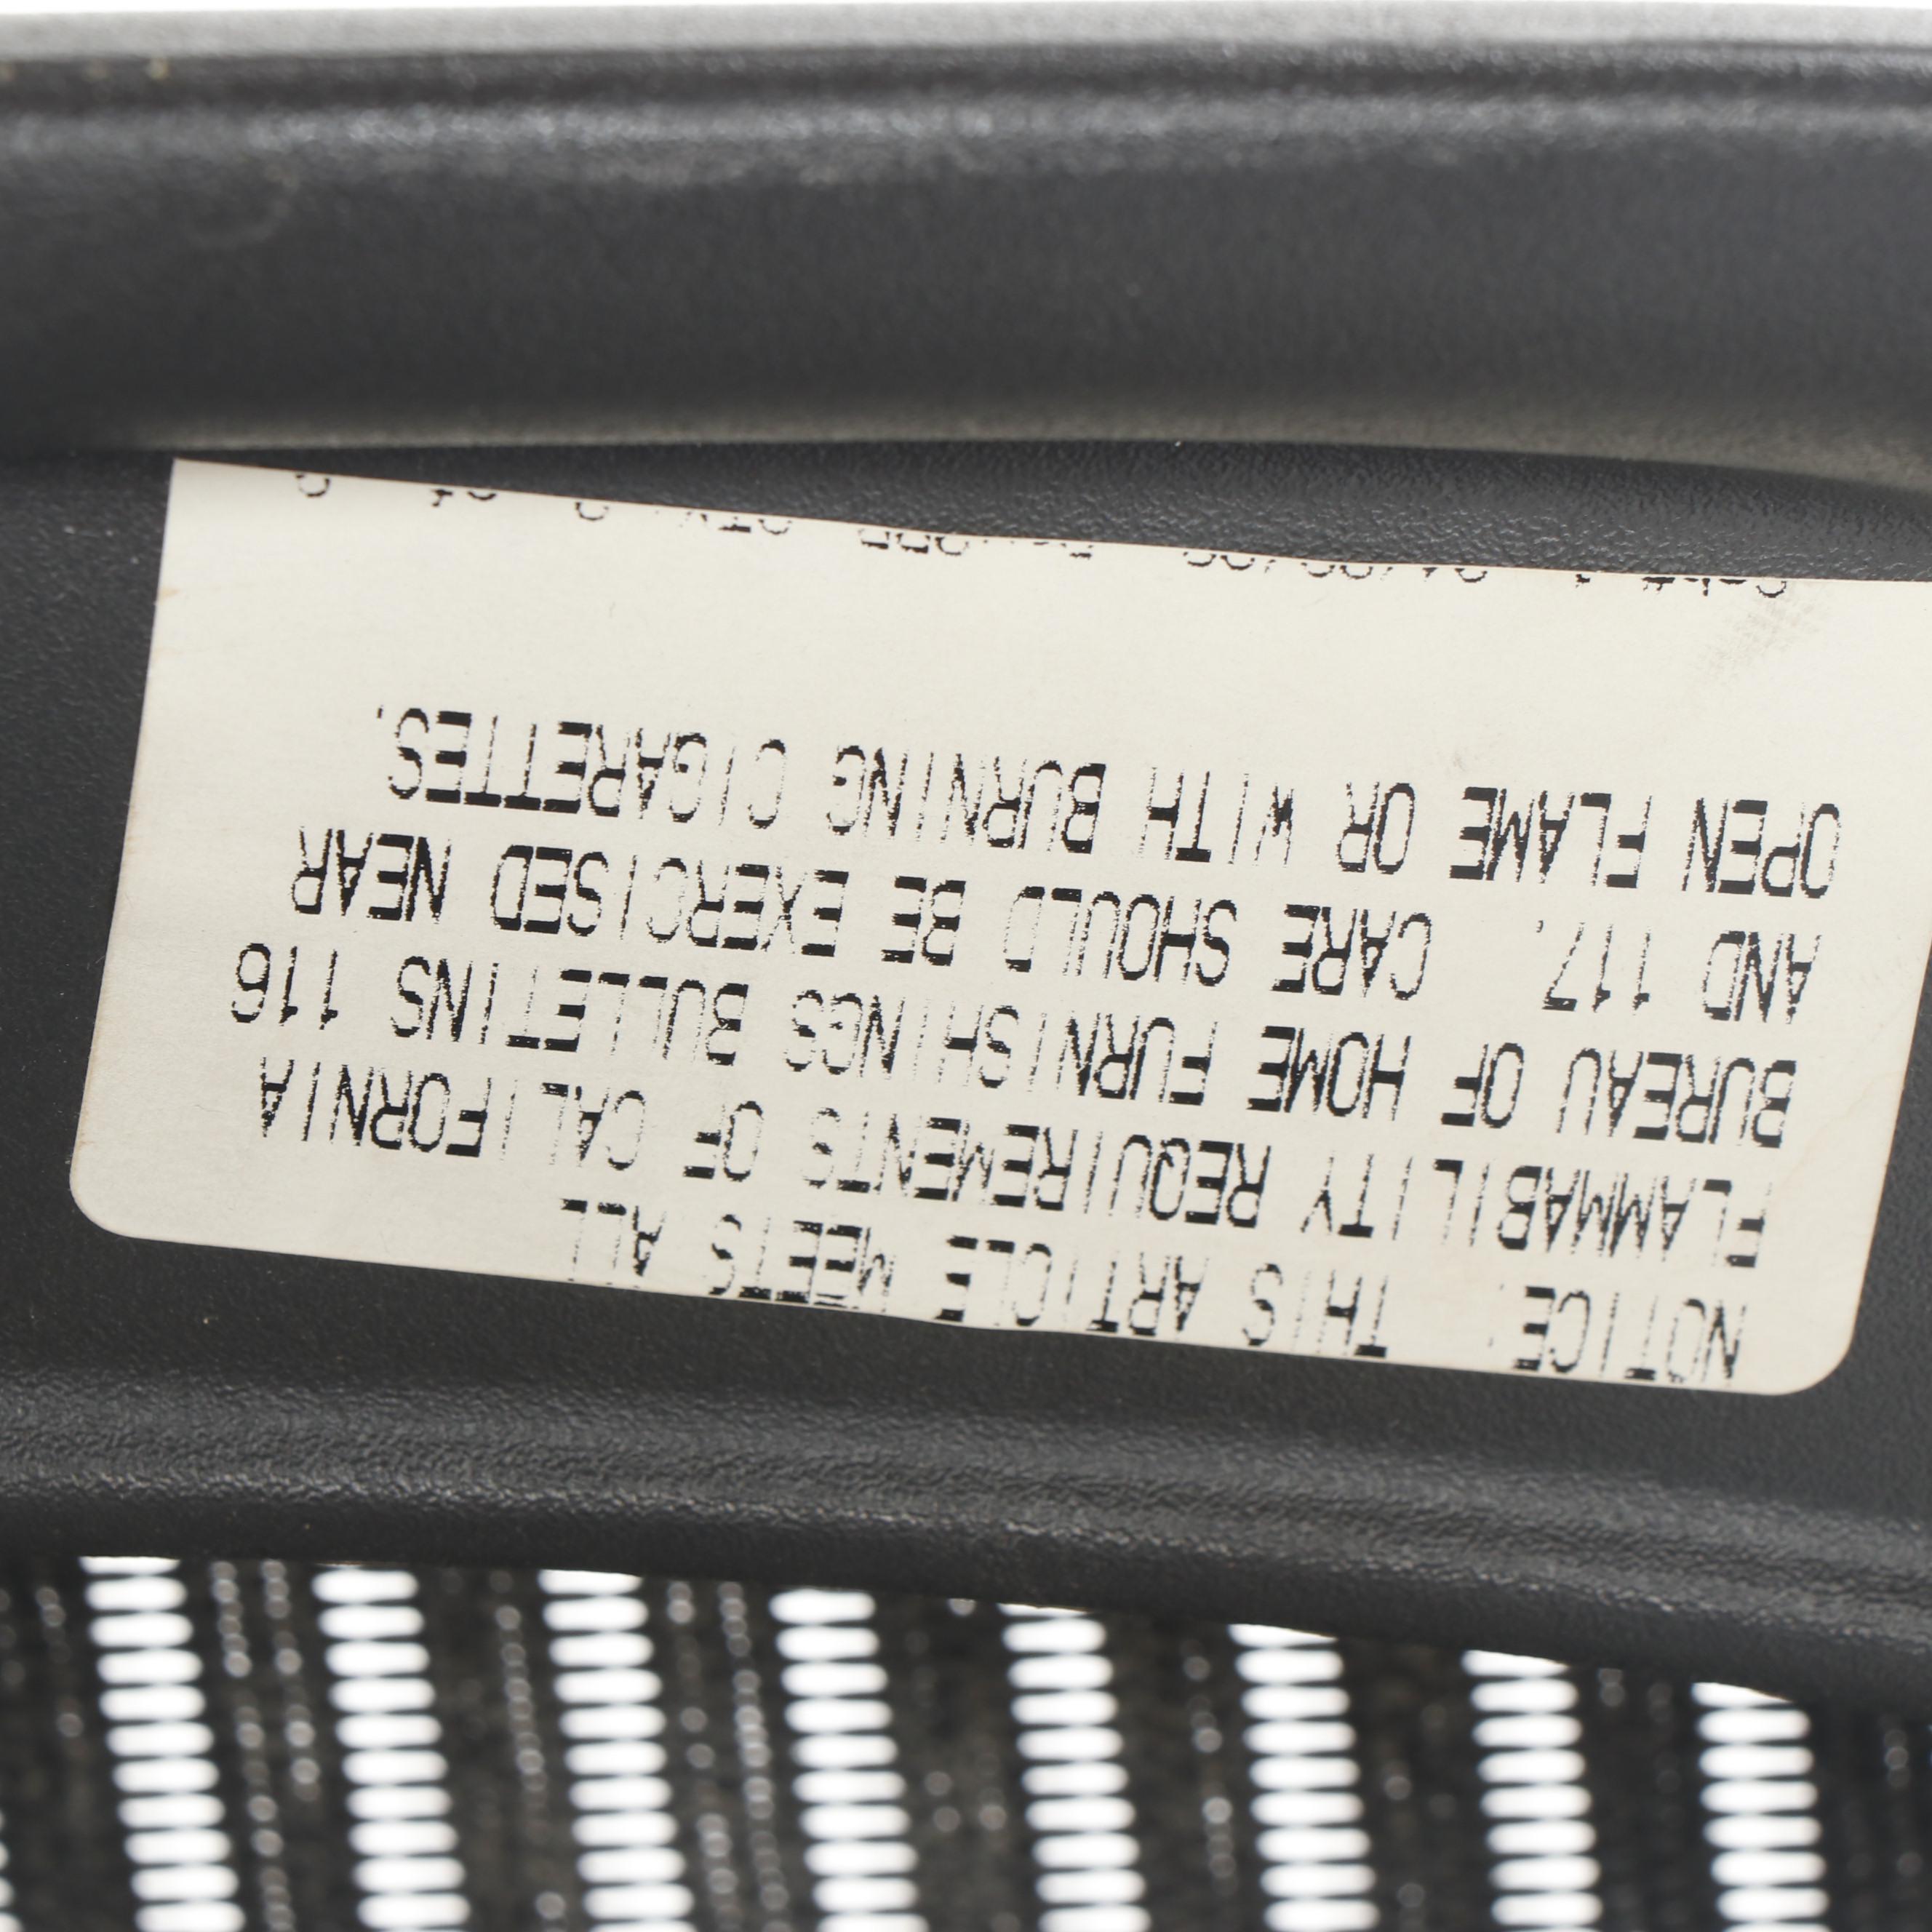 NOTICE: THIS ARTICLE MEETS ALL
FLAMMABILITY REQUIREMENTS OF CALIFORNIA
BUREAU OF HOME FURNISHINGS BULLETINS 116
AND 117. CARE SHOULD BE EXERCISED NEAR
OPEN FLAME OR WITH BURNING CIGARETTES.